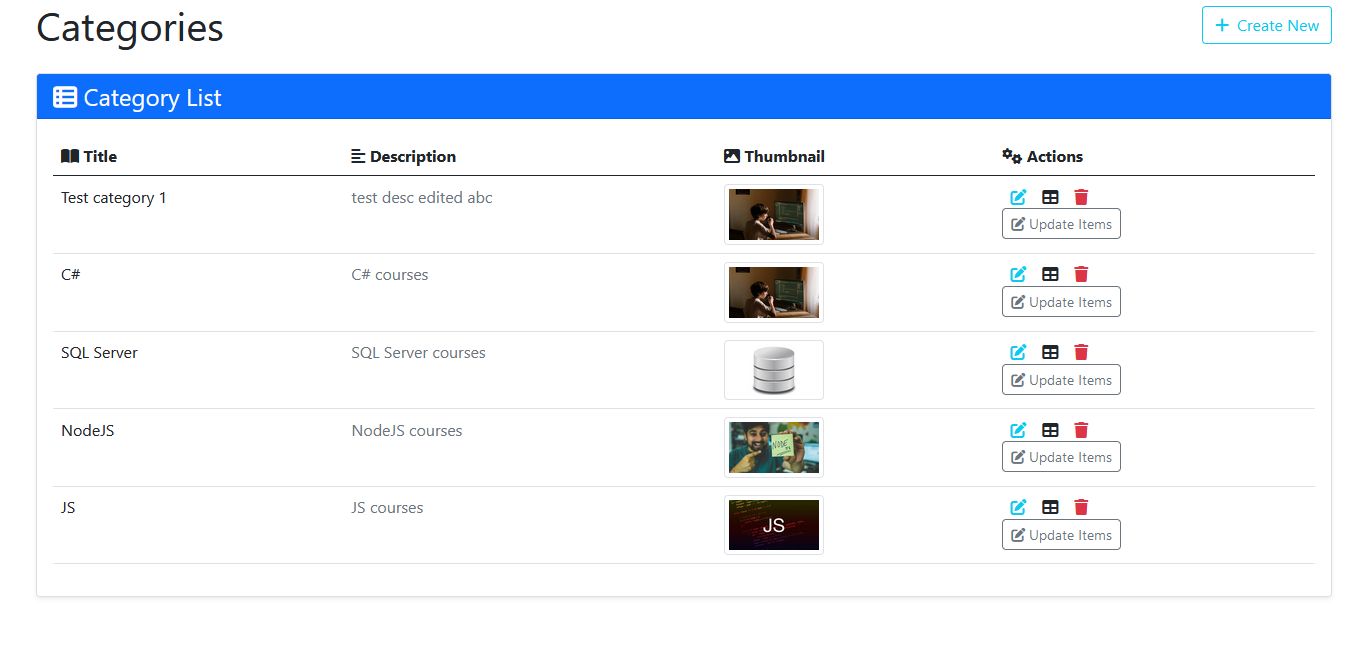 Categories
Create New
Category List
Title Description Thumbnail Actions
Test category 1 test desc edited abc
Update Items
C# C# courses
Update Items
SQL Server SQL Server courses
Update Items
NodeJS NodeJS courses
NODE JS
Update Items
JS JS courses
JS
Update Items